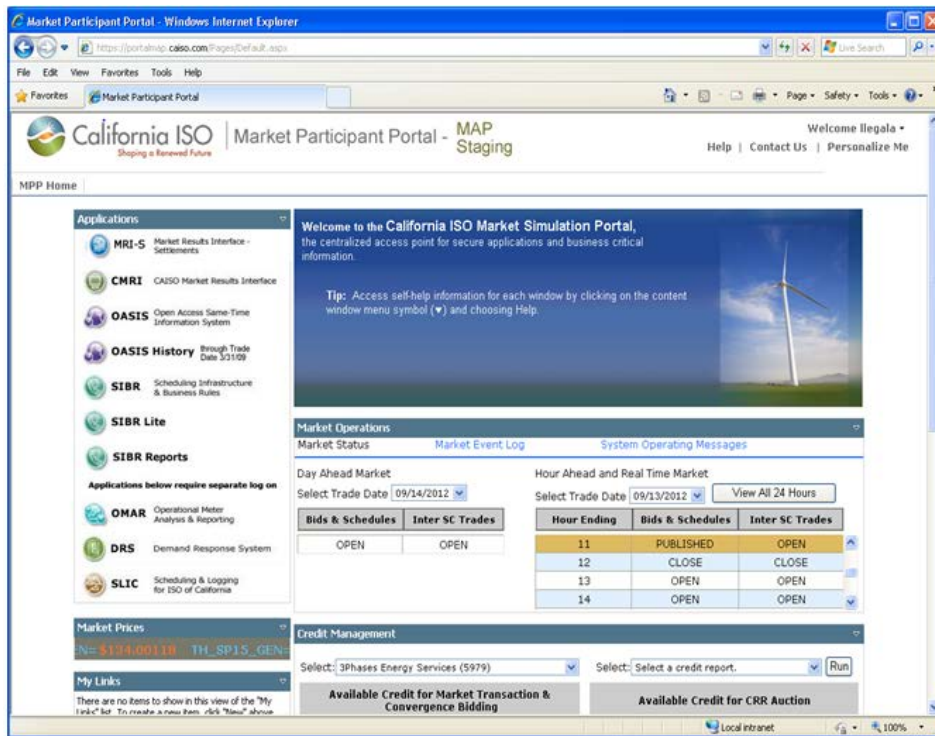 Market Participant Portal - Windows Internet Explorer
https://portalmap.caiso.com/Pages/Default.aspx
Live Search
File Edit View Favorites Tools Help
Favorites Market Participant Portal
Page Safety Tools
California ISO
Shaping a Renewed Future
Market Participant Portal - MAP Staging
Welcome llegala
Help | Contact Us | Personalize Me
MPP Home
Applications
MRI-S Market Results Interface - Settlements
CMRI CAISO Market Results Interface
OASIS Open Access Same-Time Information System
OASIS History through Trade Date 3/31/09
SIBR Scheduling Infrastructure & Business Rules
SIBR Lite
SIBR Reports
Applications below require separate log on
OMAR Operational Meter Analysis & Reporting
DRS Demand Response System
SLIC Scheduling & Logging for ISO of California
Market Prices
EN= $134.00118 TH_SP15_GEN=
My Links
There are no items to show in this view of the "My
Links" list. To create a new item, click "New" above
Welcome to the California ISO Market Simulation Portal,
the centralized access point for secure applications and business critical
information.
Tip: Access self-help information for each window by clicking on the content
window menu symbol (▼) and choosing Help.
Market Operations
Market Status Market Event Log System Operating Messages
Day Ahead Market
Select Trade Date 09/14/2012
Bids & Schedules Inter SC Trades
OPEN OPEN
Hour Ahead and Real Time Market
Select Trade Date 09/13/2012 View All 24 Hours
Hour Ending Bids & Schedules Inter SC Trades
11 PUBLISHED OPEN
12 CLOSE CLOSE
13 OPEN OPEN
14 OPEN OPEN
Credit Management
Select: 3Phases Energy Services (5979) Select: Select a credit report. Run
Available Credit for Market Transaction &
Convergence Bidding
Available Credit for CRR Auction
Local intranet 100%